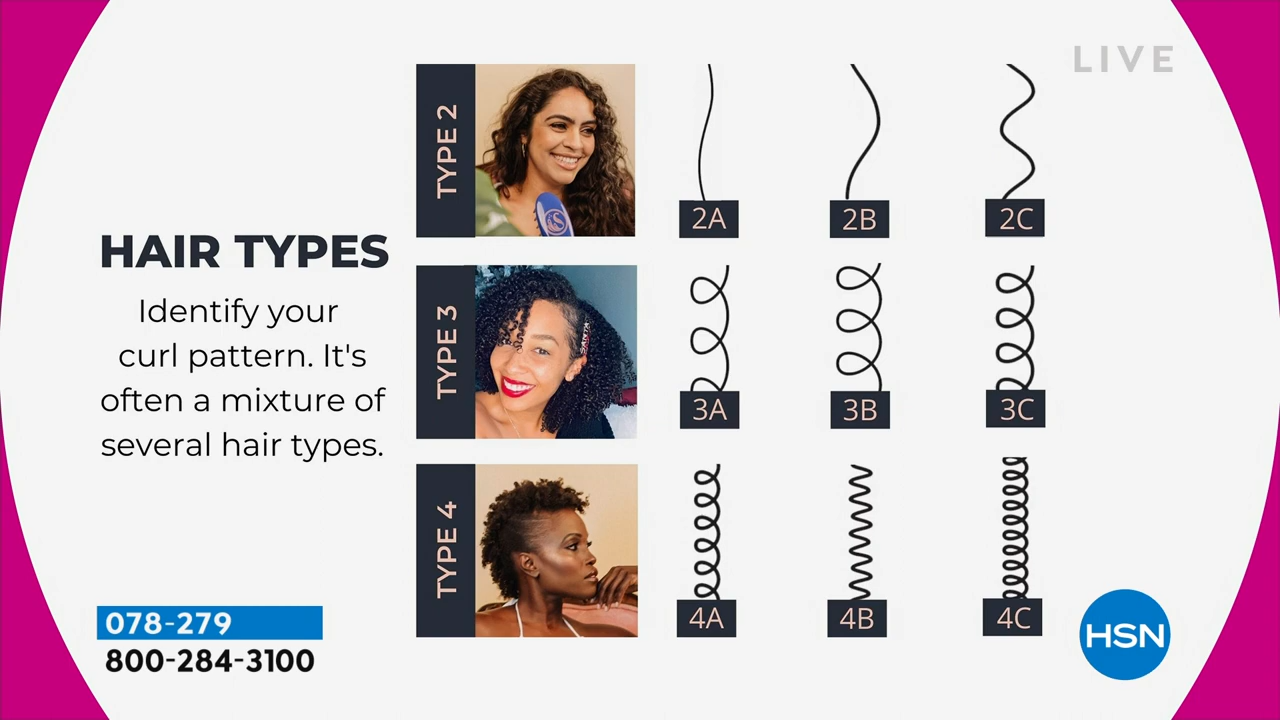 LIVE
HAIR TYPES
Identify your
curl pattern. It's
often a mixture of
several hair types.
TYPE 2
2A
2B
2C
TYPE 3
SANTA
3A
3B
3C
TYPE 4
4A
4B
4C
078-279
800-284-3100
HSN